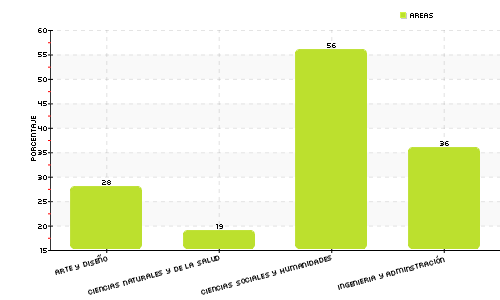 AREAS
PORCENTAJE
60
55
50
45
40
35
30
25
20
15
28
19
56
36
ARTE Y DISEÑO
CIENCIAS NATURALES Y DE LA SALUD
CIENCIAS SOCIALES Y HUMANIDADES
INGENIERIA Y ADMINSTRACIÓN